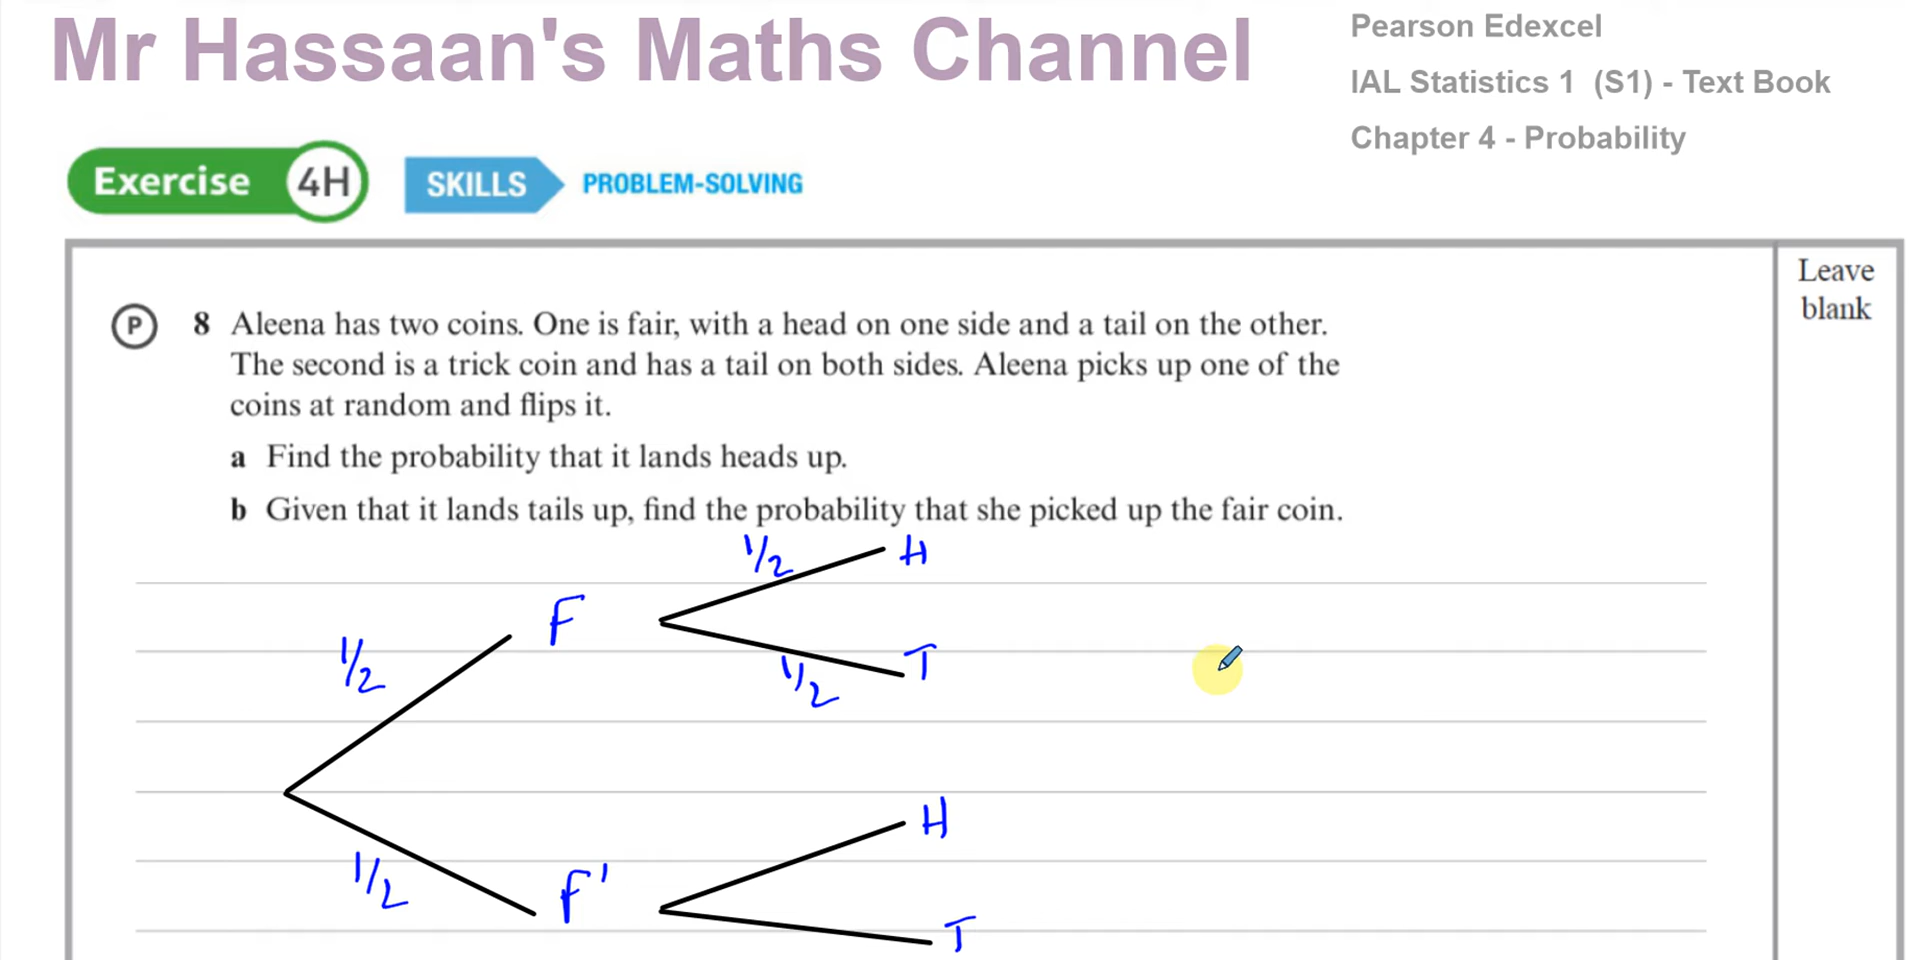 Mr Hassaan's Maths Channel
Pearson Edexcel
IAL Statistics 1 (S1) - Text Book
Chapter 4 - Probability
Exercise 4H SKILLS PROBLEM-SOLVING
Leave
blank
P 8 Aleena has two coins. One is fair, with a head on one side and a tail on the other.
The second is a trick coin and has a tail on both sides. Aleena picks up one of the
coins at random and flips it.
a Find the probability that it lands heads up.
b Given that it lands tails up, find the probability that she picked up the fair coin.
1/2 H
F
1/2
T
1/2
H
1/2
F'
T